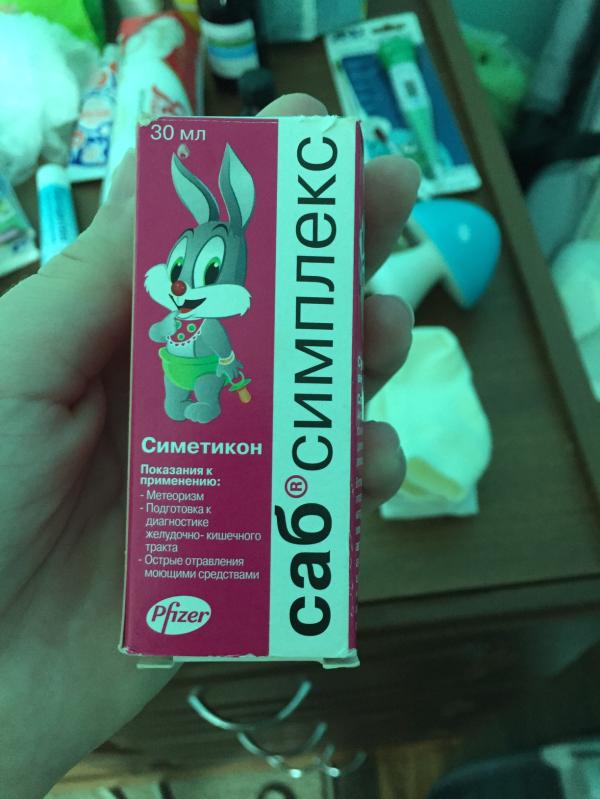 30 мл
саб®симплекс
Симетикон
Показания к
применению:
- Метеоризм
- Подготовка к
диагностике
желудочно- кишечного
тракта
- Острые отравления
моющими средствами
Pfizer